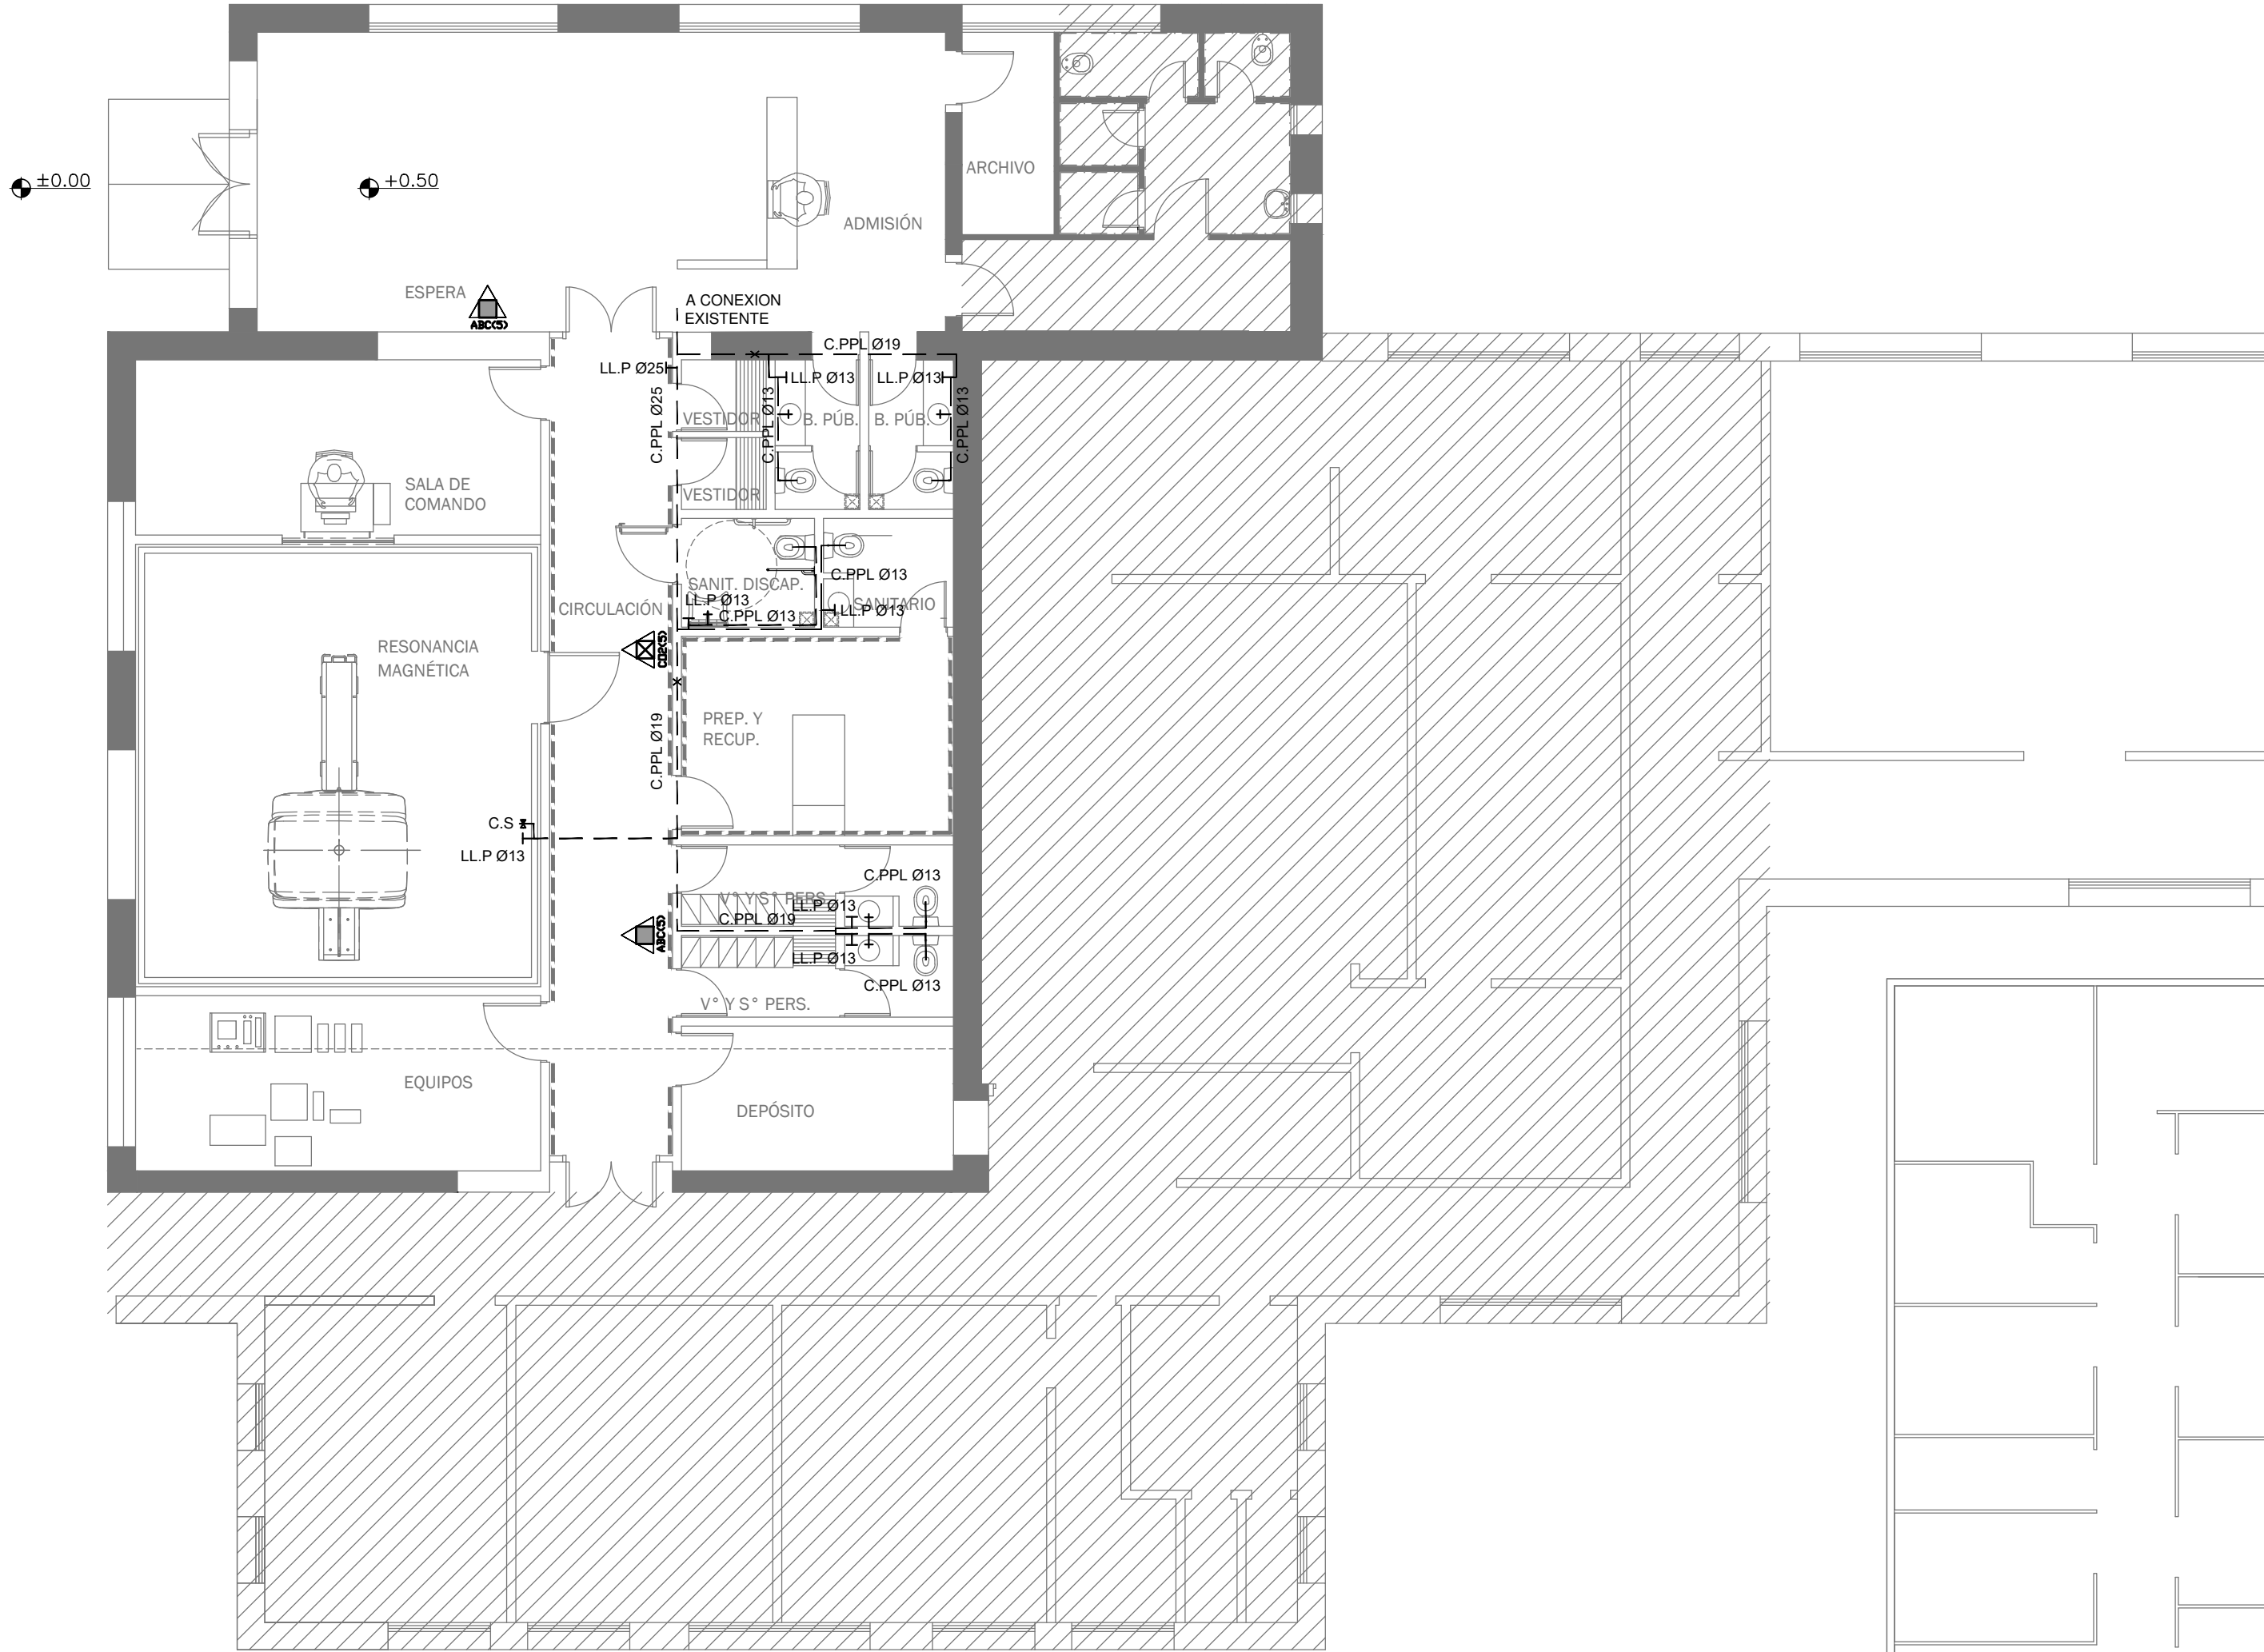 ±0.00
+0.50
ARCHIVO
ADMISIÓN
ESPERA
ABC(5)
A CONEXION
EXISTENTE
C.PPL Ø19
LL.P Ø25
LL.P Ø13
LL.P Ø13
C.PPL Ø25
VESTIDOR
C.PPL Ø13
B. PÚB.
B. PÚB.
C.PPL Ø13
SALA DE
COMANDO
VESTIDOR
C.PPL Ø13
SANIT. DISCAP.
LL.P Ø13
C.PPL Ø13
LL.P Ø13
SANITARIO
CIRCULACIÓN
CO2(5)
RESONANCIA
MAGNÉTICA
PREP. Y
RECUP.
C.PPL Ø19
C.S
LL.P Ø13
C.PPL Ø13
V° Y S° PERS.
LL.P Ø13
C.PPL Ø19
ABC(5)
LL.P Ø13
C.PPL Ø13
V° Y S° PERS.
EQUIPOS
DEPÓSITO